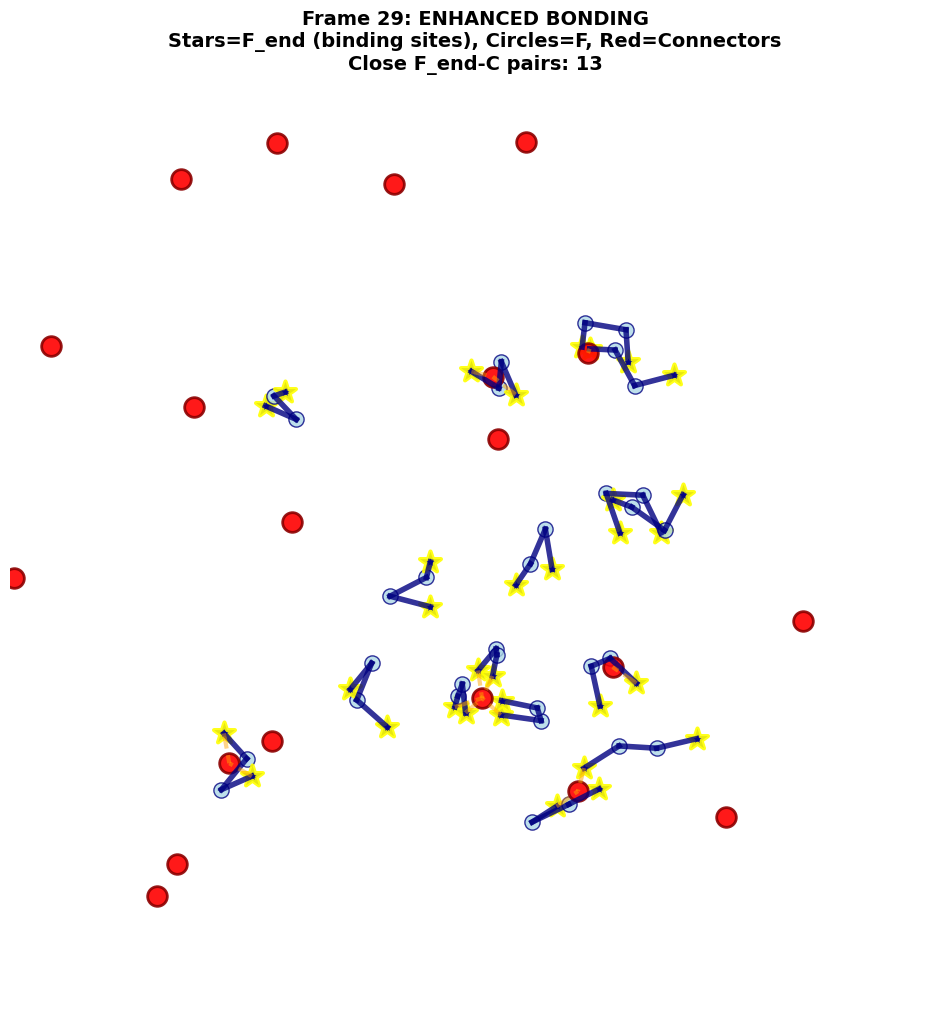 Frame 29: ENHANCED BONDING
Stars=F_end (binding sites), Circles=F, Red=Connectors
Close F_end-C pairs: 13